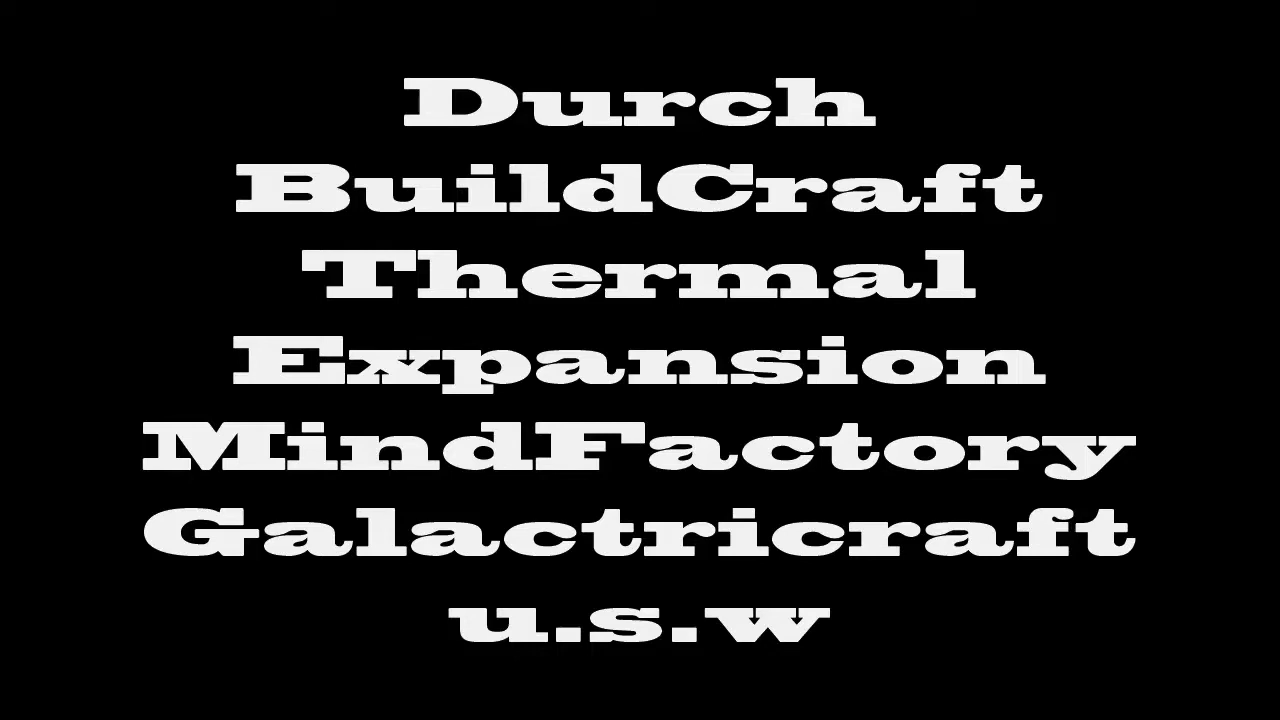 Durch
BuildCraft
Thermal
Expansion
MindFactory
Galactricraft
u.s.w